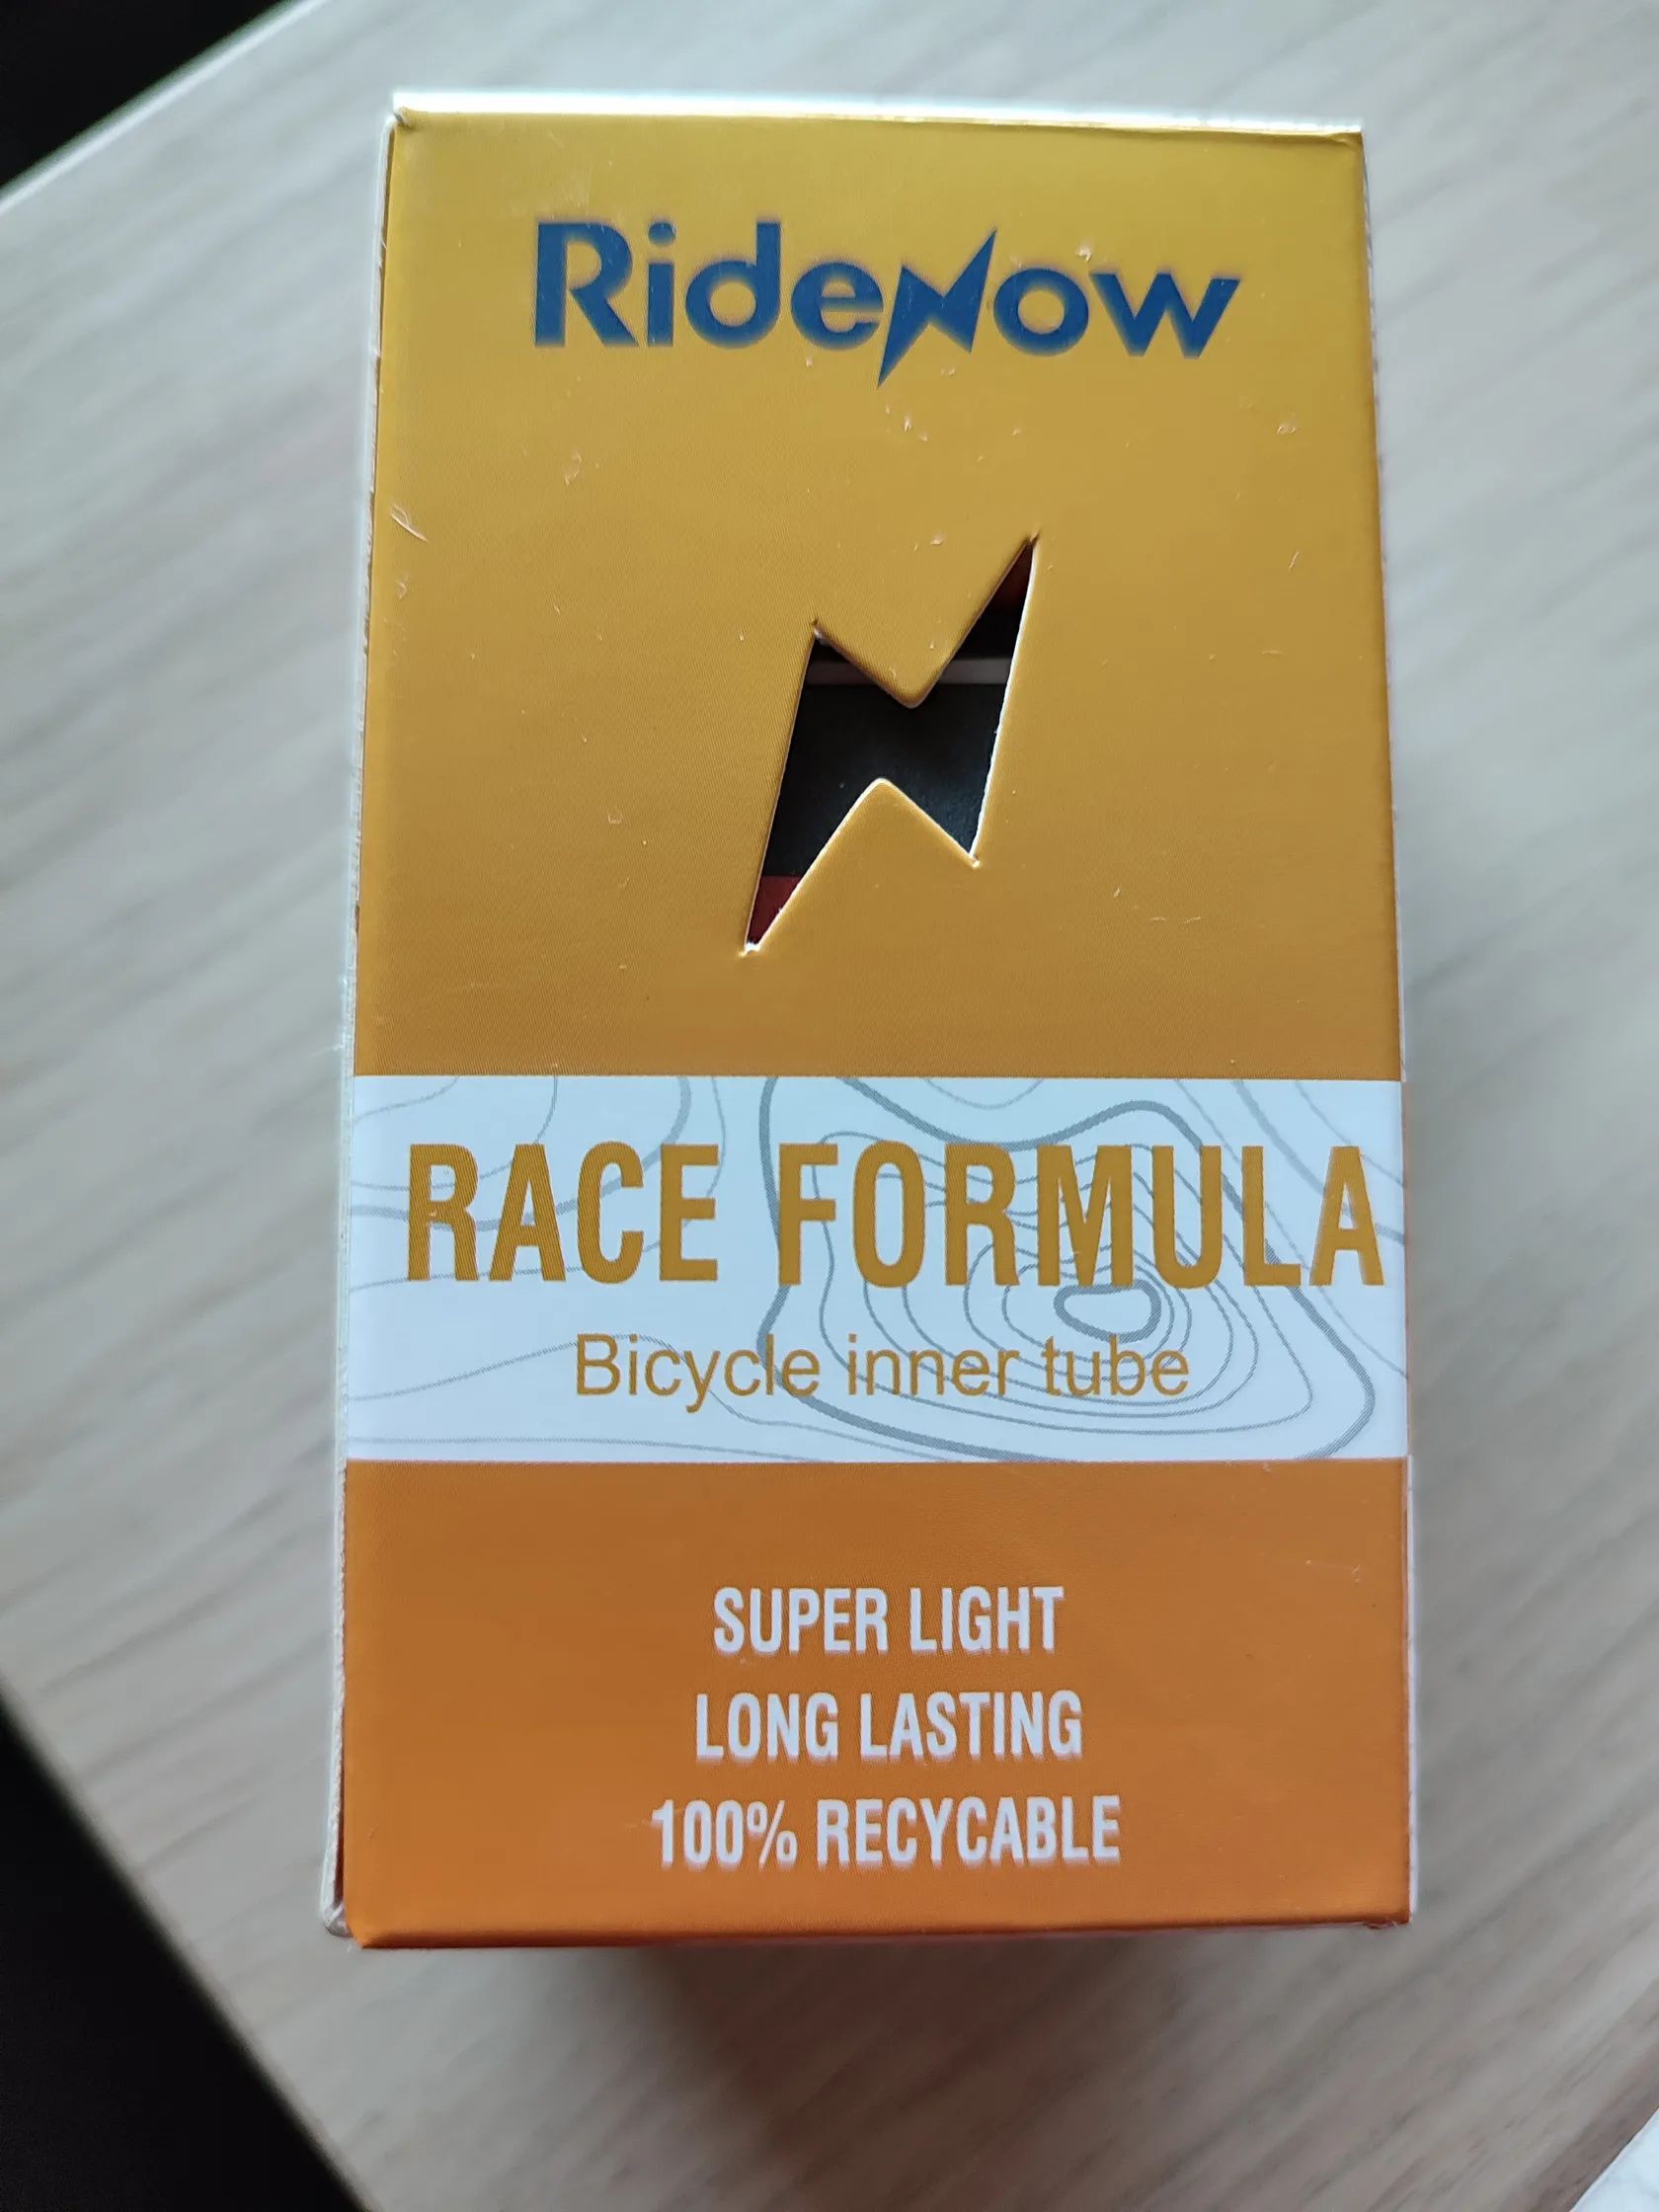 RideNow
RACE FORMULA
Bicycle inner tube
SUPER LIGHT
LONG LASTING
100% RECYCABLE